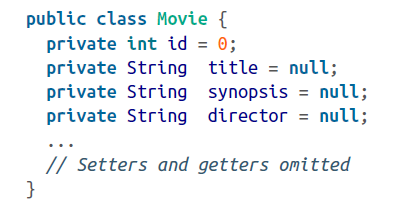 public class Movie {
  private int id = 0;
  private String  title = null;
  private String  synopsis = null;
  private String  director = null;
  ...
  // Setters and getters omitted
}